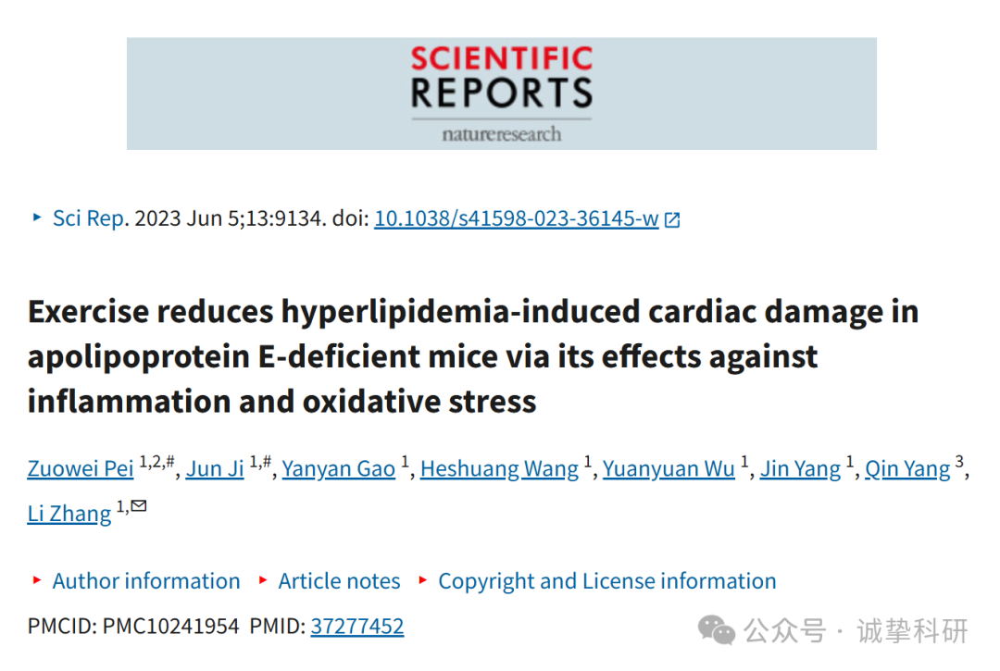 SCIENTIFIC
REPORTS
natureresearch
Sci Rep. 2023 Jun 5;13:9134. doi: 10.1038/s41598-023-36145-w
Exercise reduces hyperlipidemia-induced cardiac damage in
apolipoprotein E-deficient mice via its effects against
inflammation and oxidative stress
Zuowei Pei 1,2,#, Jun Ji 1,#, Yanyan Gao 1, Heshuang Wang 1, Yuanyuan Wu 1, Jin Yang 1, Qin Yang 3,
Li Zhang 1,✉
▸ Author information ▸ Article notes ▸ Copyright and License information
PMCID: PMC10241954 PMID: 37277452
公众号 · 诚挚科研